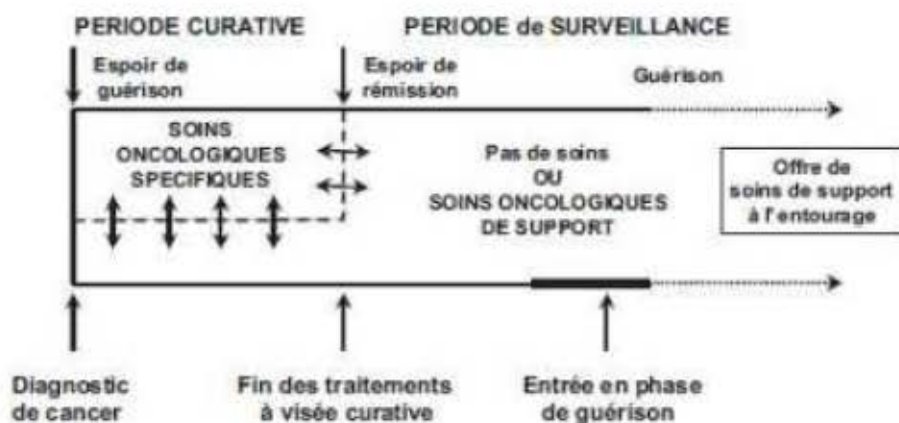 PERIODE CURATIVE
PERIODE de SURVEILLANCE
Espoir de
guérison
Espoir de
rémission
Guérison
SOINS
ONCOLOGIQUES
SPECIFIQUES
Pas de soins
OU
SOINS ONCOLOGIQUES
DE SUPPORT
Offre de
soins de support
à l'entourage
Diagnostic
de cancer
Fin des traitements
à visée curative
Entrée en phase
de guérison